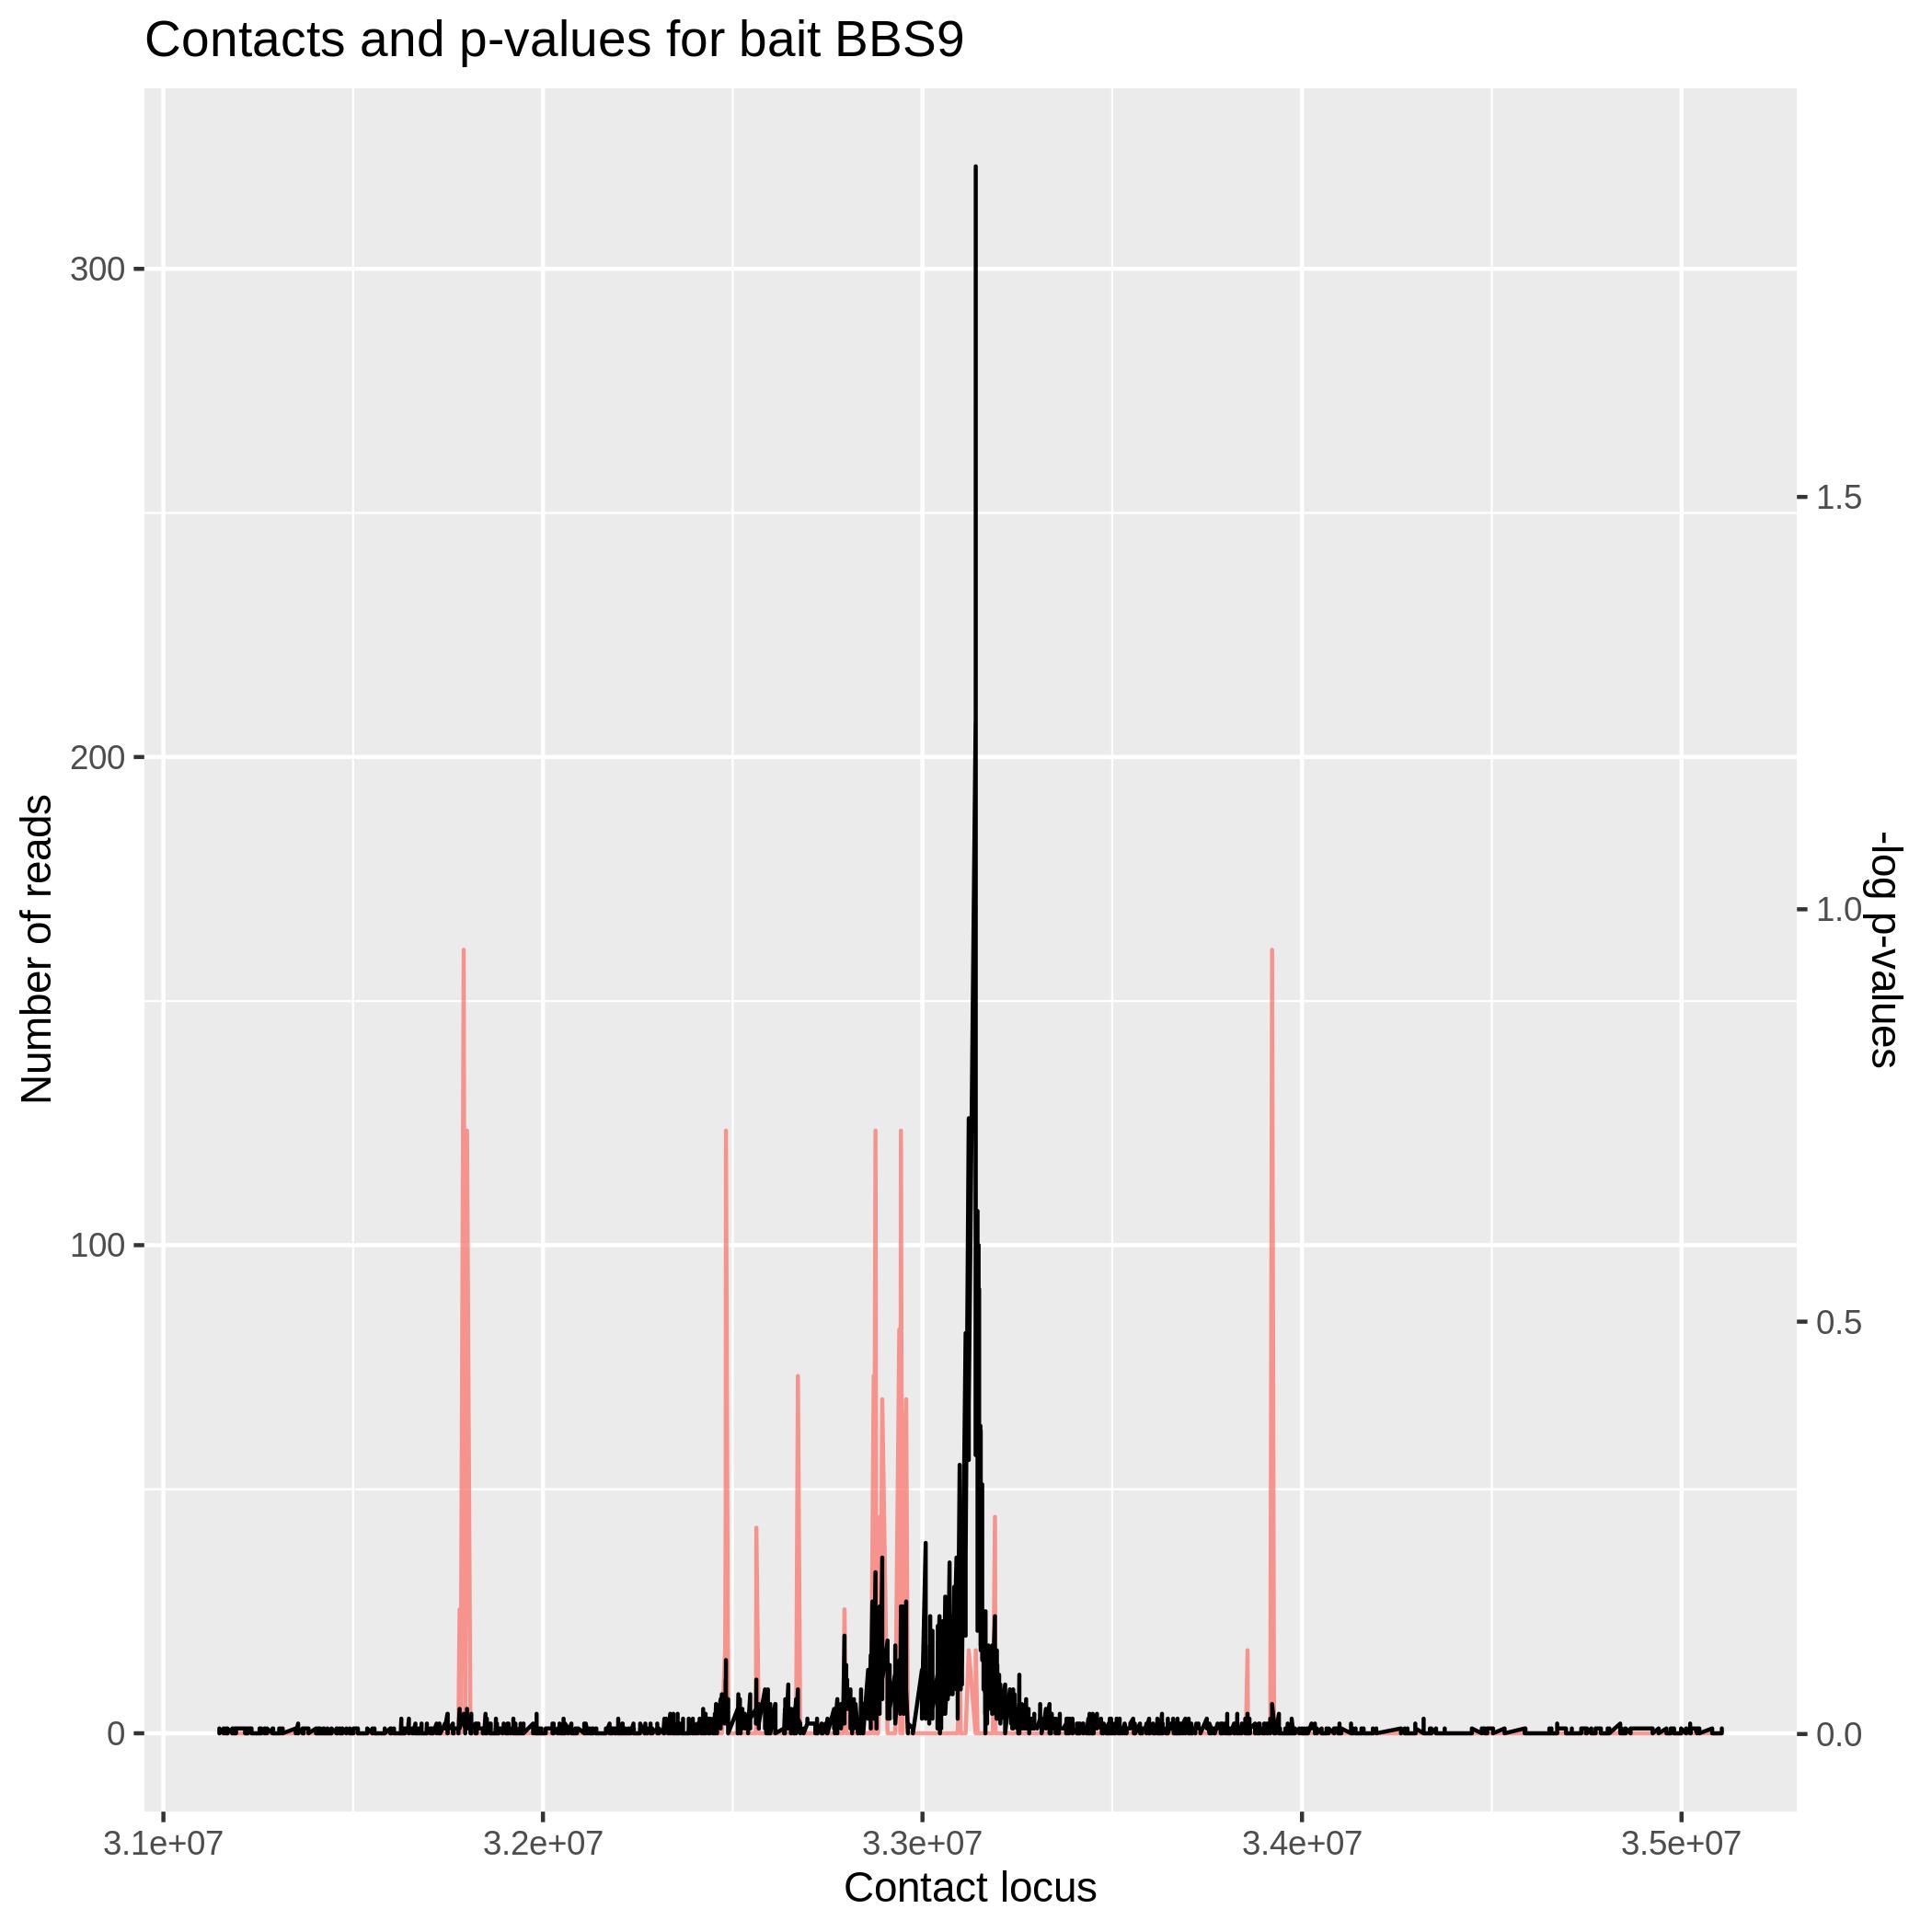 Contacts and p-values for bait BBS9
Number of reads
300
200
100
0
1.5
1.0
0.5
0.0
-log p-values
3.1e+07 3.2e+07 3.3e+07 3.4e+07 3.5e+07
Contact locus